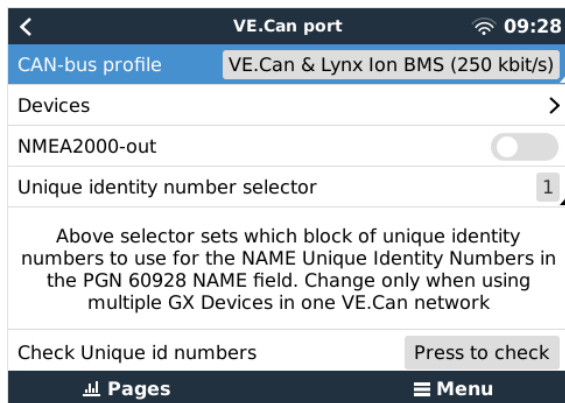 VE.Can port
09:28
CAN-bus profile
VE.Can & Lynx Ion BMS (250 kbit/s)
Devices
NMEA2000-out
Unique identity number selector
1
Above selector sets which block of unique identity
numbers to use for the NAME Unique Identity Numbers in
the PGN 60928 NAME field. Change only when using
multiple GX Devices in one VE.Can network
Check Unique id numbers
Press to check
Pages
Menu